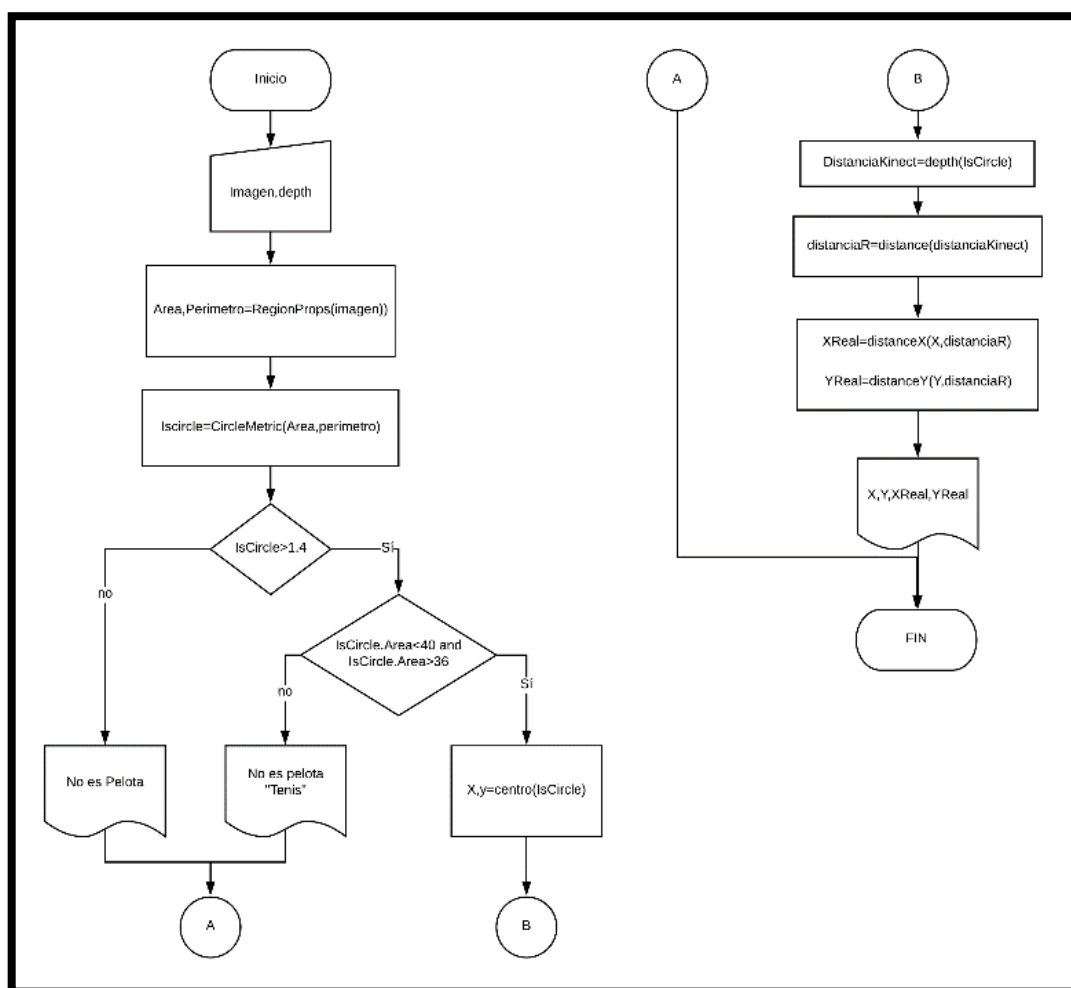 Inicio
Imagen,depth
Area,Perimetro=RegionProps(imagen))
Iscircle=CircleMetric(Area,perimetro)
IsCircle>1.4
no
Sí
IsCircle.Area<40 and
IsCircle.Area>36
no
Sí
No es Pelota
No es pelota
"Tenis"
X,y=centro(IsCircle)
A
B
A
B
DistanciaKinect=depth(IsCircle)
distanciaR=distance(distanciaKinect)
XReal=distanceX(X,distanciaR)
YReal=distanceY(Y,distanciaR)
X,Y,XReal,YReal
FIN